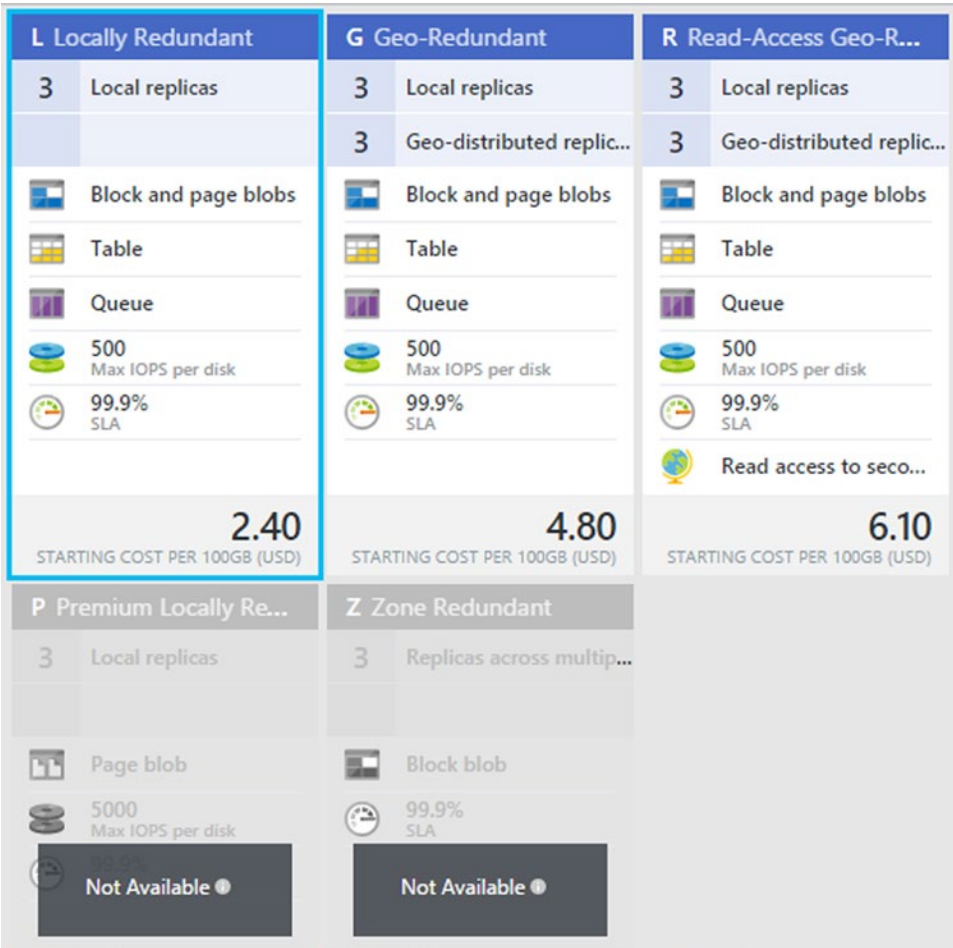 L Locally Redundant
3 Local replicas
Block and page blobs
Table
Queue
500
Max IOPS per disk
99.9%
SLA
2.40
STARTING COST PER 100GB (USD)
G Geo-Redundant
3 Local replicas
3 Geo-distributed replic...
Block and page blobs
Table
Queue
500
Max IOPS per disk
99.9%
SLA
4.80
STARTING COST PER 100GB (USD)
R Read-Access Geo-R...
3 Local replicas
3 Geo-distributed replic...
Block and page blobs
Table
Queue
500
Max IOPS per disk
99.9%
SLA
Read access to seco...
6.10
STARTING COST PER 100GB (USD)
P Premium Locally Re...
3 Local replicas
Page blob
5000
Max IOPS per disk
99.9%
Not Available
Z Zone Redundant
3 Replicas across multip...
Block blob
99.9%
SLA
Not Available